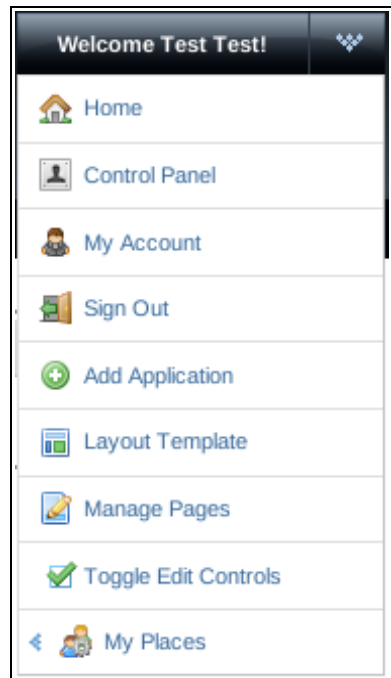 Welcome Test Test!
Home
Control Panel
My Account
Sign Out
Add Application
Layout Template
Manage Pages
Toggle Edit Controls
My Places